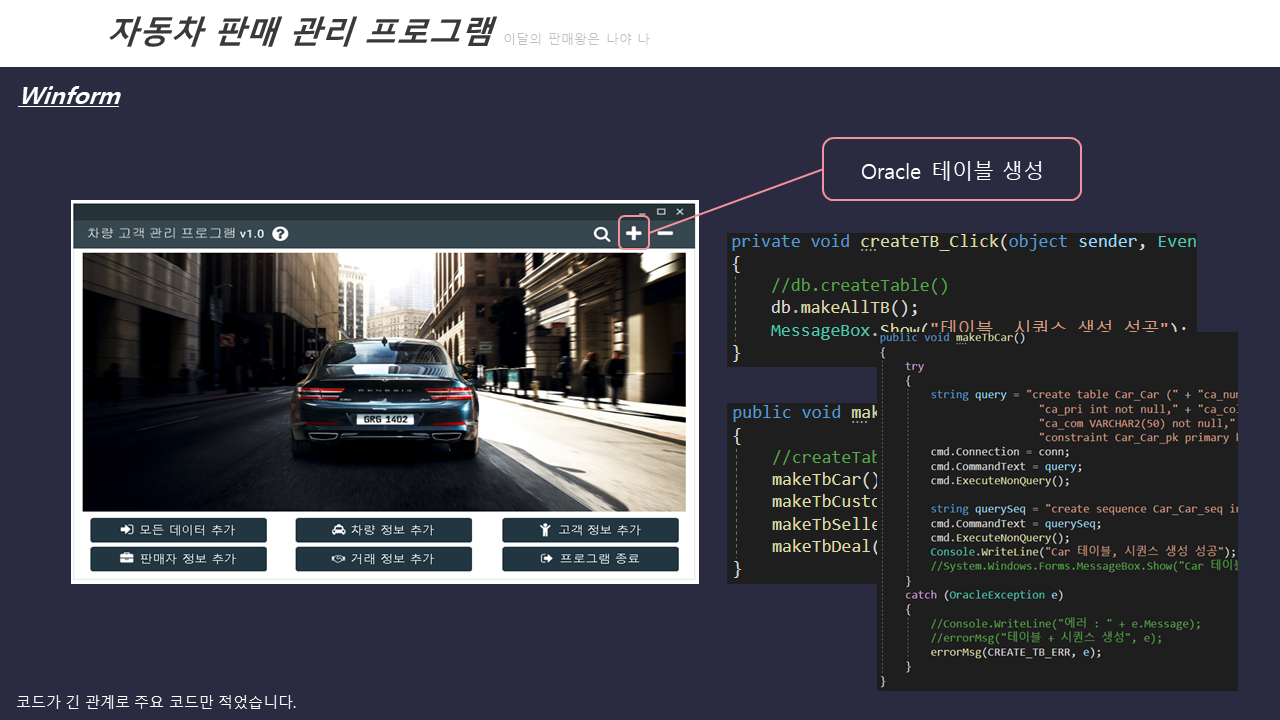 자동차 판매 관리 프로그램 이달의 판매왕은 나야 나
Winform
Oracle 테이블 생성
차량 고객 관리 프로그램 v1.0
GENESIS
GRG 1402
모든 데이터 추가
차량 정보 추가
고객 정보 추가
판매자 정보 추가
거래 정보 추가
프로그램 종료
private void createTB_Click(object sender, Even
{
//db.createTable()
db.makeAllTB();
MessageBox.Show("테이블, 시퀀스 생성 성공");
}
public void mak
{
//createTab
makeTbCar()
makeTbCusto
makeTbSelle
makeTbDeal(
}
public void makeTbCar()
{
try
{
string query = "create table Car_Car (" + "ca_num
"ca_pri int not null," + "ca_col
"ca_com VARCHAR2(50) not null,"
"constraint Car_Car_pk primary
cmd.Connection = conn;
cmd.CommandText = query;
cmd.ExecuteNonQuery();
string querySeq = "create sequence Car_Car_seq in
cmd.CommandText = querySeq;
cmd.ExecuteNonQuery();
Console.WriteLine("Car 테이블, 시퀀스 생성 성공");
//System.Windows.Forms.MessageBox.Show("Car 테이블
}
catch (OracleException e)
{
//Console.WriteLine("에러 : " + e.Message);
//errorMsg("테이블 + 시퀀스 생성", e);
errorMsg(CREATE_TB_ERR, e);
}
}
코드가 긴 관계로 주요 코드만 적었습니다.